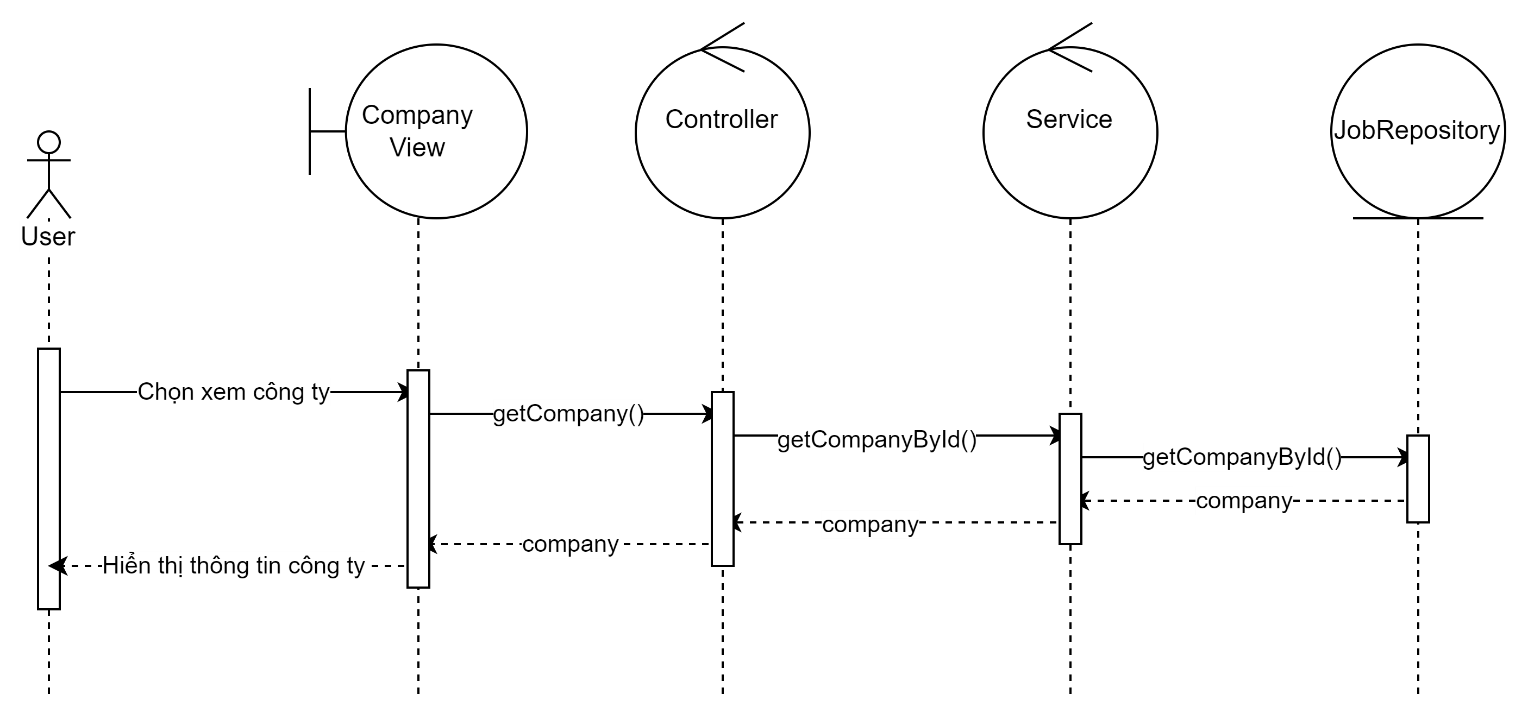 Company
View
Controller
Service
JobRepository
User
Chọn xem công ty
getCompany()
getCompanyById()
getCompanyById()
company
company
company
Hiển thị thông tin công ty